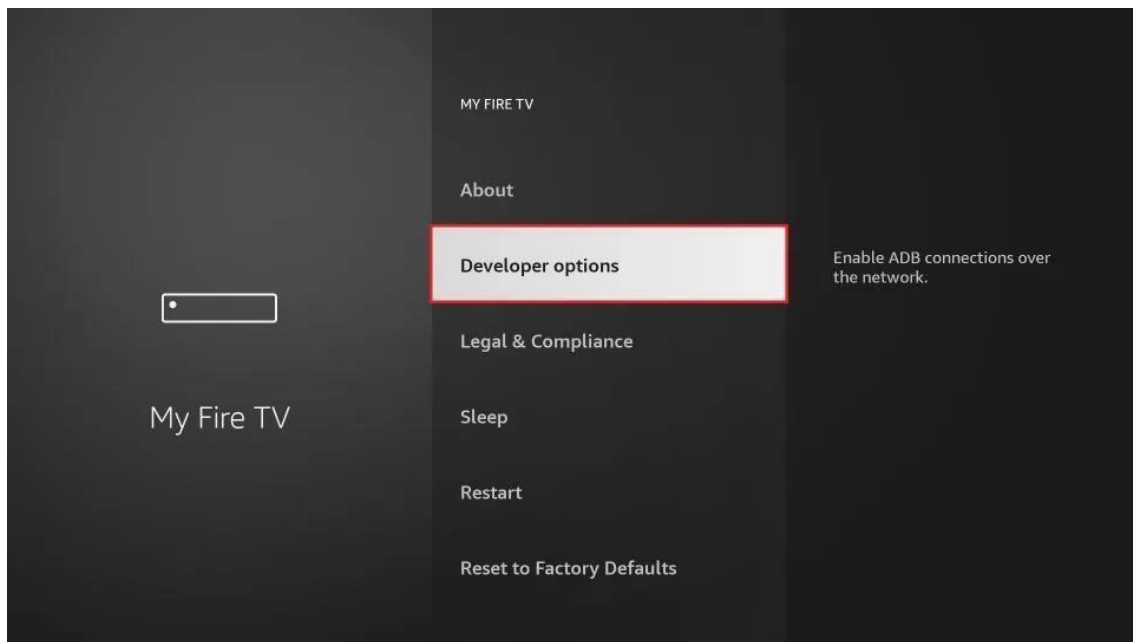 MY FIRE TV
About
Developer options
Enable ADB connections over
the network.
Legal & Compliance
My Fire TV
Sleep
Restart
Reset to Factory Defaults